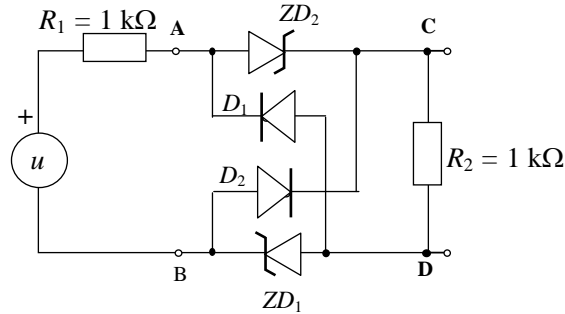 R₁ = 1 kΩ
A
ZD₂
C
+
D₁
u
D₂
R₂ = 1 kΩ
B
D
ZD₁